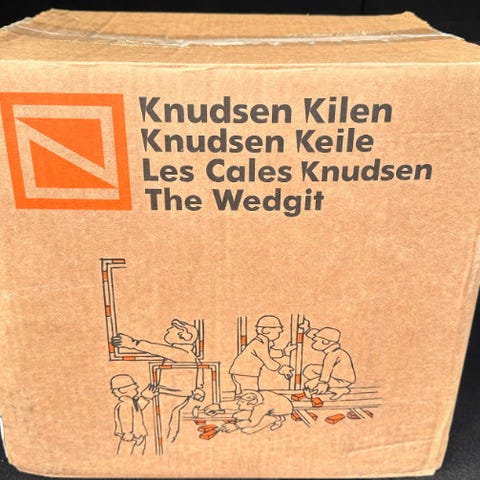 Knudsen Kilen
Knudsen Keile
Les Cales Knudsen
The Wedgit